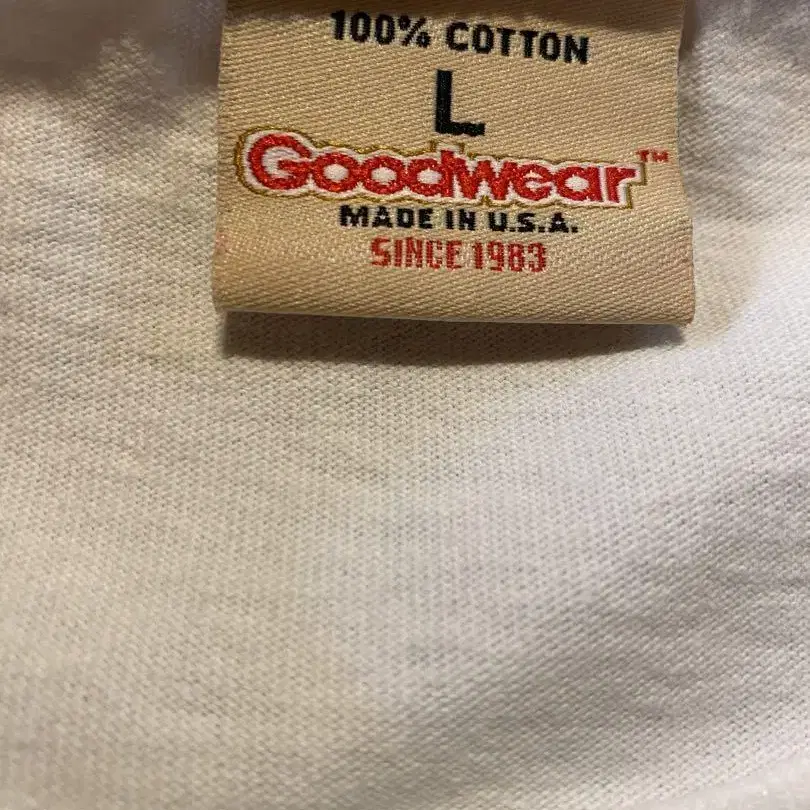 100% COTTON
L
Goodwear™
MADE IN U.S.A.
SINCE 1983